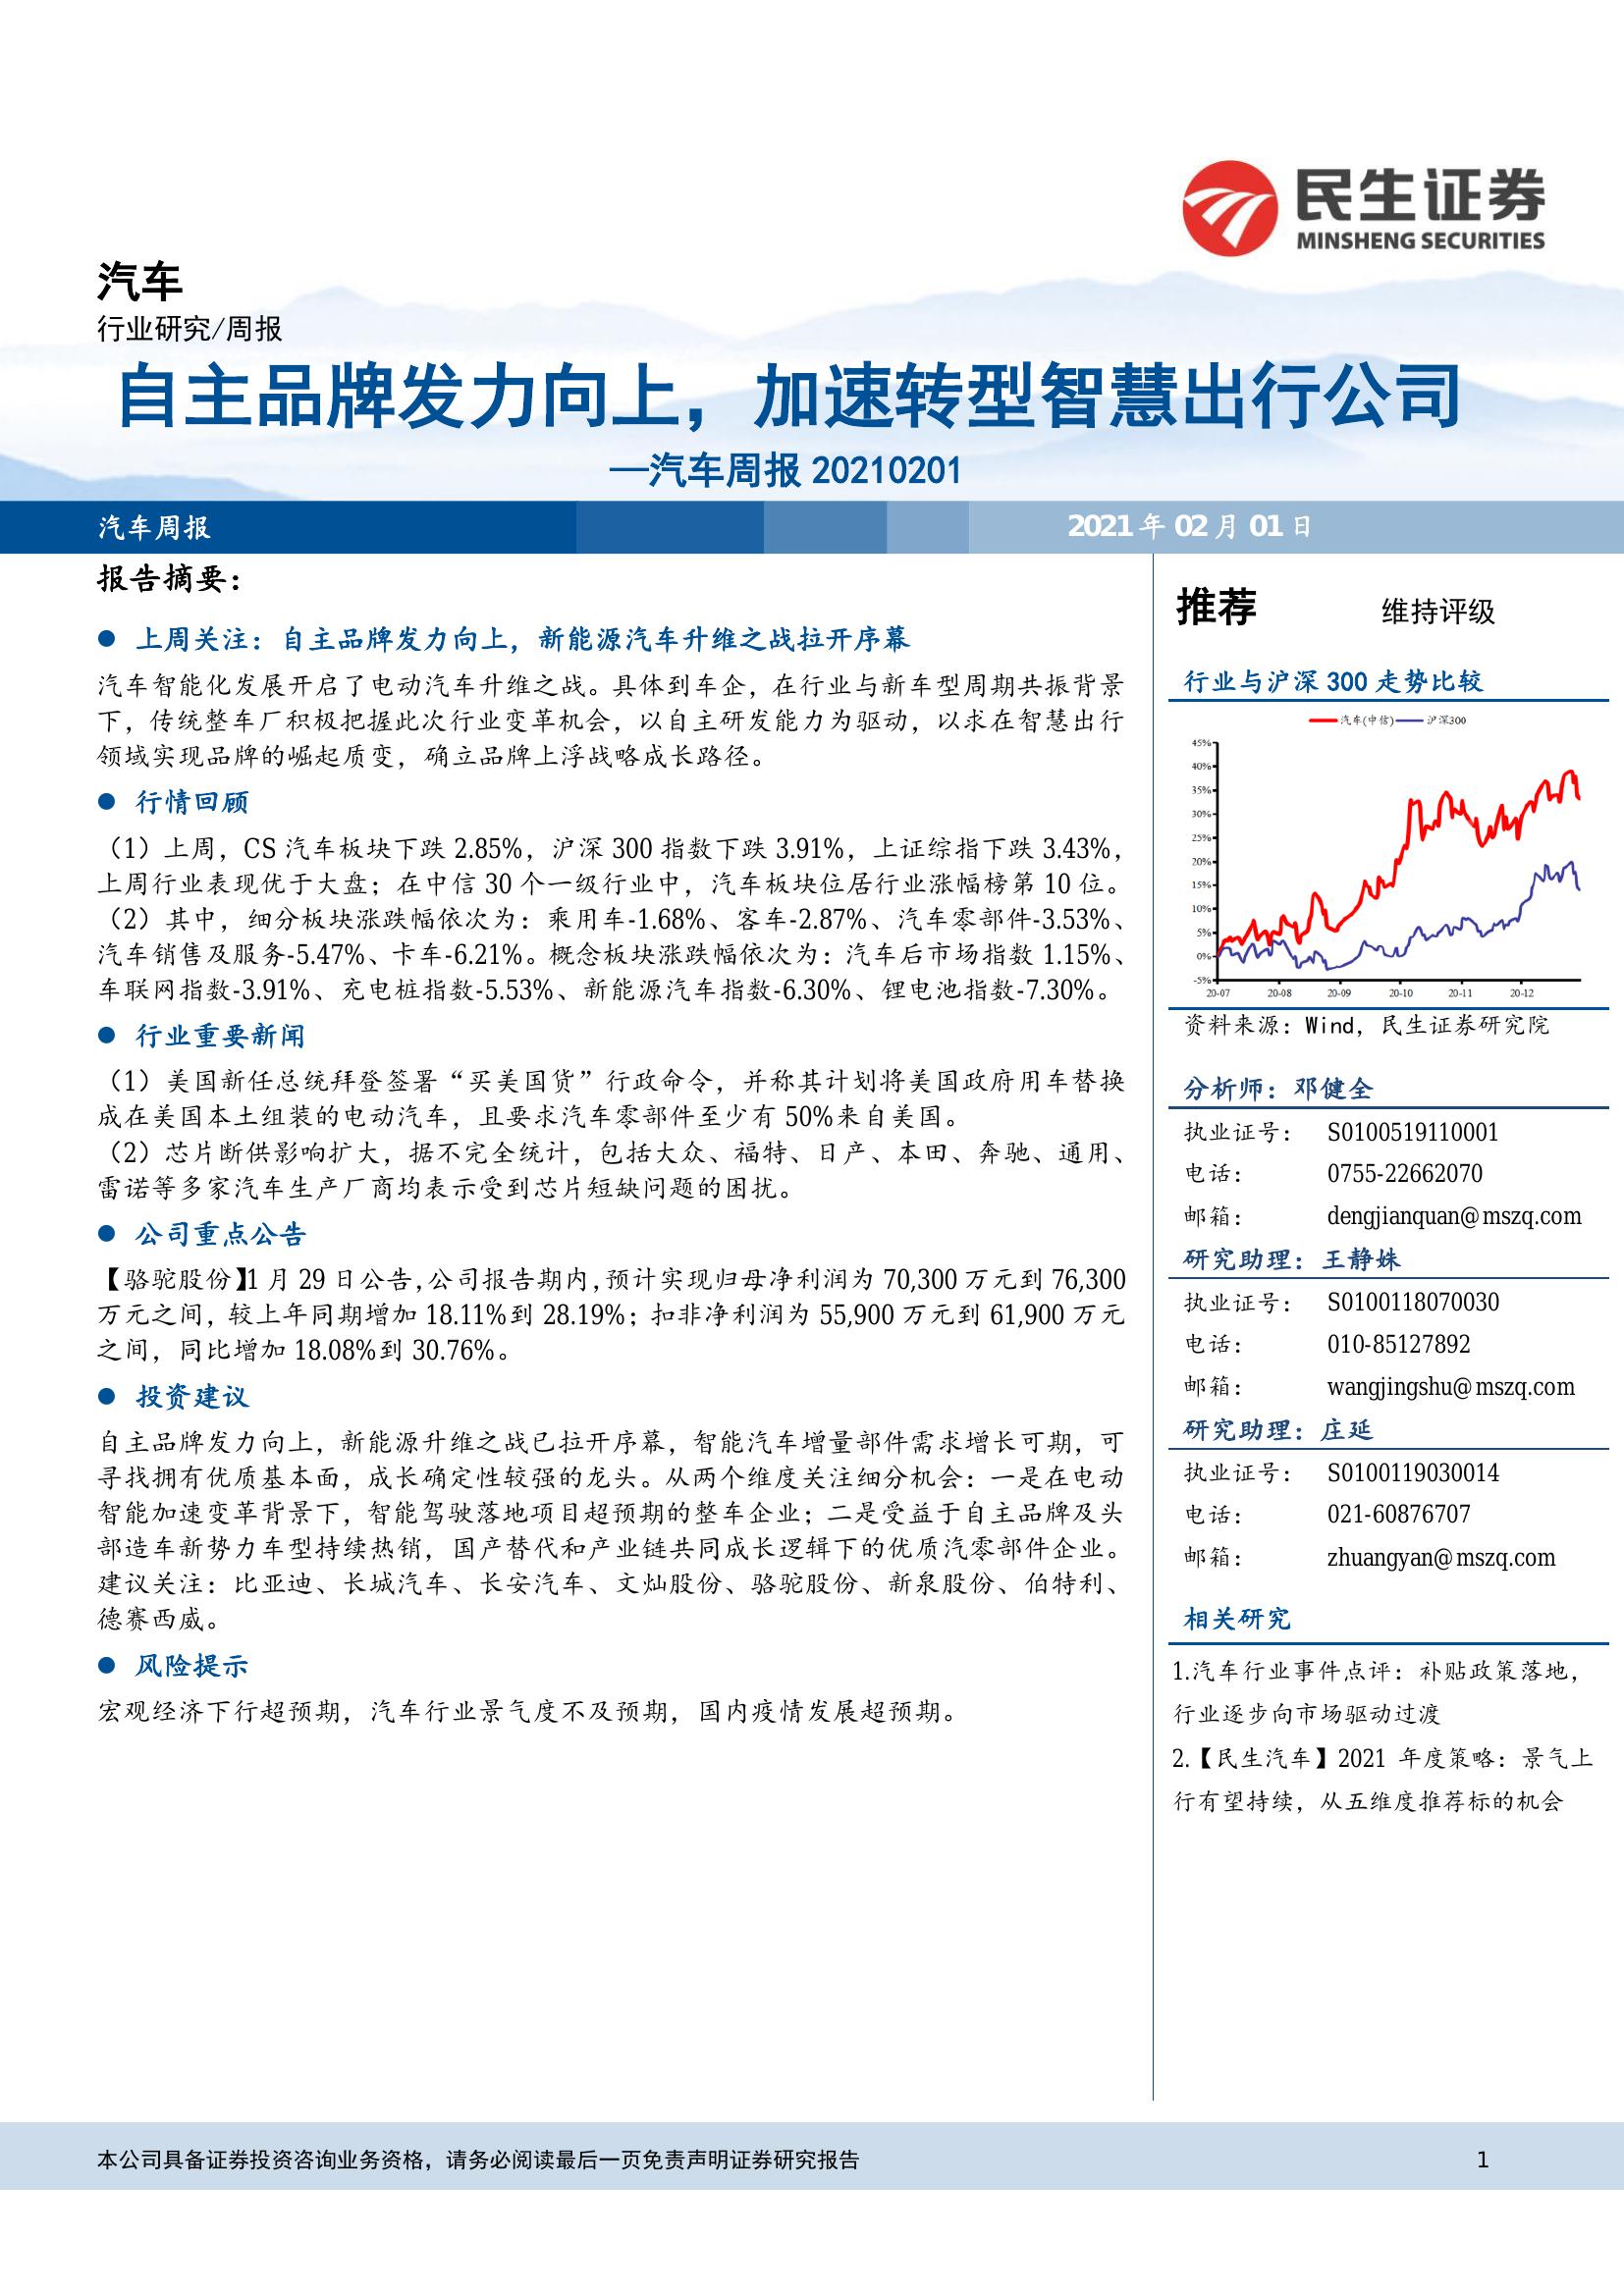 民生证券
MINSHENG SECURITIES
汽车
行业研究/周报
自主品牌发力向上，加速转型智慧出行公司
—汽车周报 20210201
汽车周报
2021 年 02 月 01 日
报告摘要：
● 上周关注：自主品牌发力向上，新能源汽车升维之战拉开序幕
汽车智能化发展开启了电动汽车升维之战。具体到车企，在行业与新车型周期共振背景
下，传统整车厂积极把握此次行业变革机会，以自主研发能力为驱动，以求在智慧出行
领域实现品牌的崛起质变，确立品牌上浮战略成长路径。
● 行情回顾
（1）上周，CS 汽车板块下跌 2.85%，沪深 300 指数下跌 3.91%，上证综指下跌 3.43%，
上周行业表现优于大盘；在中信 30 个一级行业中，汽车板块位居行业涨幅榜第 10 位。
（2）其中，细分板块涨跌幅依次为：乘用车-1.68%、客车-2.87%、汽车零部件-3.53%、
汽车销售及服务-5.47%、卡车-6.21%。概念板块涨跌幅依次为：汽车后市场指数 1.15%、
车联网指数-3.91%、充电桩指数-5.53%、新能源汽车指数-6.30%、锂电池指数-7.30%。
● 行业重要新闻
（1）美国新任总统拜登签署“买美国货”行政命令，并称其计划将美国政府用车替换
成在美国本土组装的电动汽车，且要求汽车零部件至少有 50%来自美国。
（2）芯片断供影响扩大，据不完全统计，包括大众、福特、日产、本田、奔驰、通用、
雷诺等多家汽车生产厂商均表示受到芯片短缺问题的困扰。
● 公司重点公告
【骆驼股份】1 月 29 日公告，公司报告期内，预计实现归母净利润为 70,300 万元到 76,300
万元之间，较上年同期增加 18.11%到 28.19%；扣非净利润为 55,900 万元到 61,900 万元
之间，同比增加 18.08%到 30.76%。
● 投资建议
自主品牌发力向上，新能源升维之战已拉开序幕，智能汽车增量部件需求增长可期，可
寻找拥有优质基本面，成长确定性较强的龙头。从两个维度关注细分机会：一是在电动
智能加速变革背景下，智能驾驶落地项目超预期的整车企业；二是受益于自主品牌及头
部造车新势力车型持续热销，国产替代和产业链共同成长逻辑下的优质汽零部件企业。
建议关注：比亚迪、长城汽车、长安汽车、文灿股份、骆驼股份、新泉股份、伯特利、
德赛西威。
● 风险提示
宏观经济下行超预期，汽车行业景气度不及预期，国内疫情发展超预期。
推荐 维持评级
行业与沪深 300 走势比较
汽车(中信) 沪深300
45%
40%
35%
30%
25%
20%
15%
10%
5%
0%
-5%
20-07 20-08 20-09 20-10 20-11 20-12
资料来源：Wind，民生证券研究院
分析师：邓健全
执业证号： S0100519110001
电话： 0755-22662070
邮箱： dengjianquan@mszq.com
研究助理：王静姝
执业证号： S0100118070030
电话： 010-85127892
邮箱： wangjingshu@mszq.com
研究助理：庄延
执业证号： S0100119030014
电话： 021-60876707
邮箱： zhuangyan@mszq.com
相关研究
1.汽车行业事件点评：补贴政策落地，
行业逐步向市场驱动过渡
2.【民生汽车】2021 年度策略：景气上
行有望持续，从五维度推荐标的机会
本公司具备证券投资咨询业务资格，请务必阅读最后一页免责声明证券研究报告 1